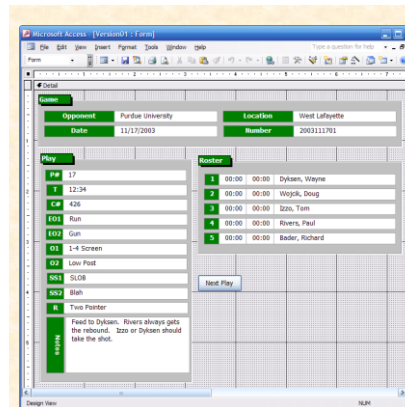 Microsoft Access - [Version01 : Form]
File Edit View Insert Format Tools Window Help
Type a question for help
Form
Detail
Game
Opponent Purdue University Location West Lafayette
Date 11/17/2003 Number 2003111701
Play
P# 17
T 12:34
C# 426
EO1 Run
EO2 Gun
O1 1-4 Screen
O2 Low Post
SS1 SLOB
SS2 Blah
R Two Pointer
Notes
Feed to Dyksen. Rivers always gets
the rebound. Izzo or Dyksen should
take the shot.
Roster
1 00:00 00:00 Dyksen, Wayne
2 00:00 00:00 Wojcik, Doug
3 00:00 00:00 Izzo, Tom
4 00:00 00:00 Rivers, Paul
5 00:00 00:00 Bader, Richard
Next Play
Design View NUM